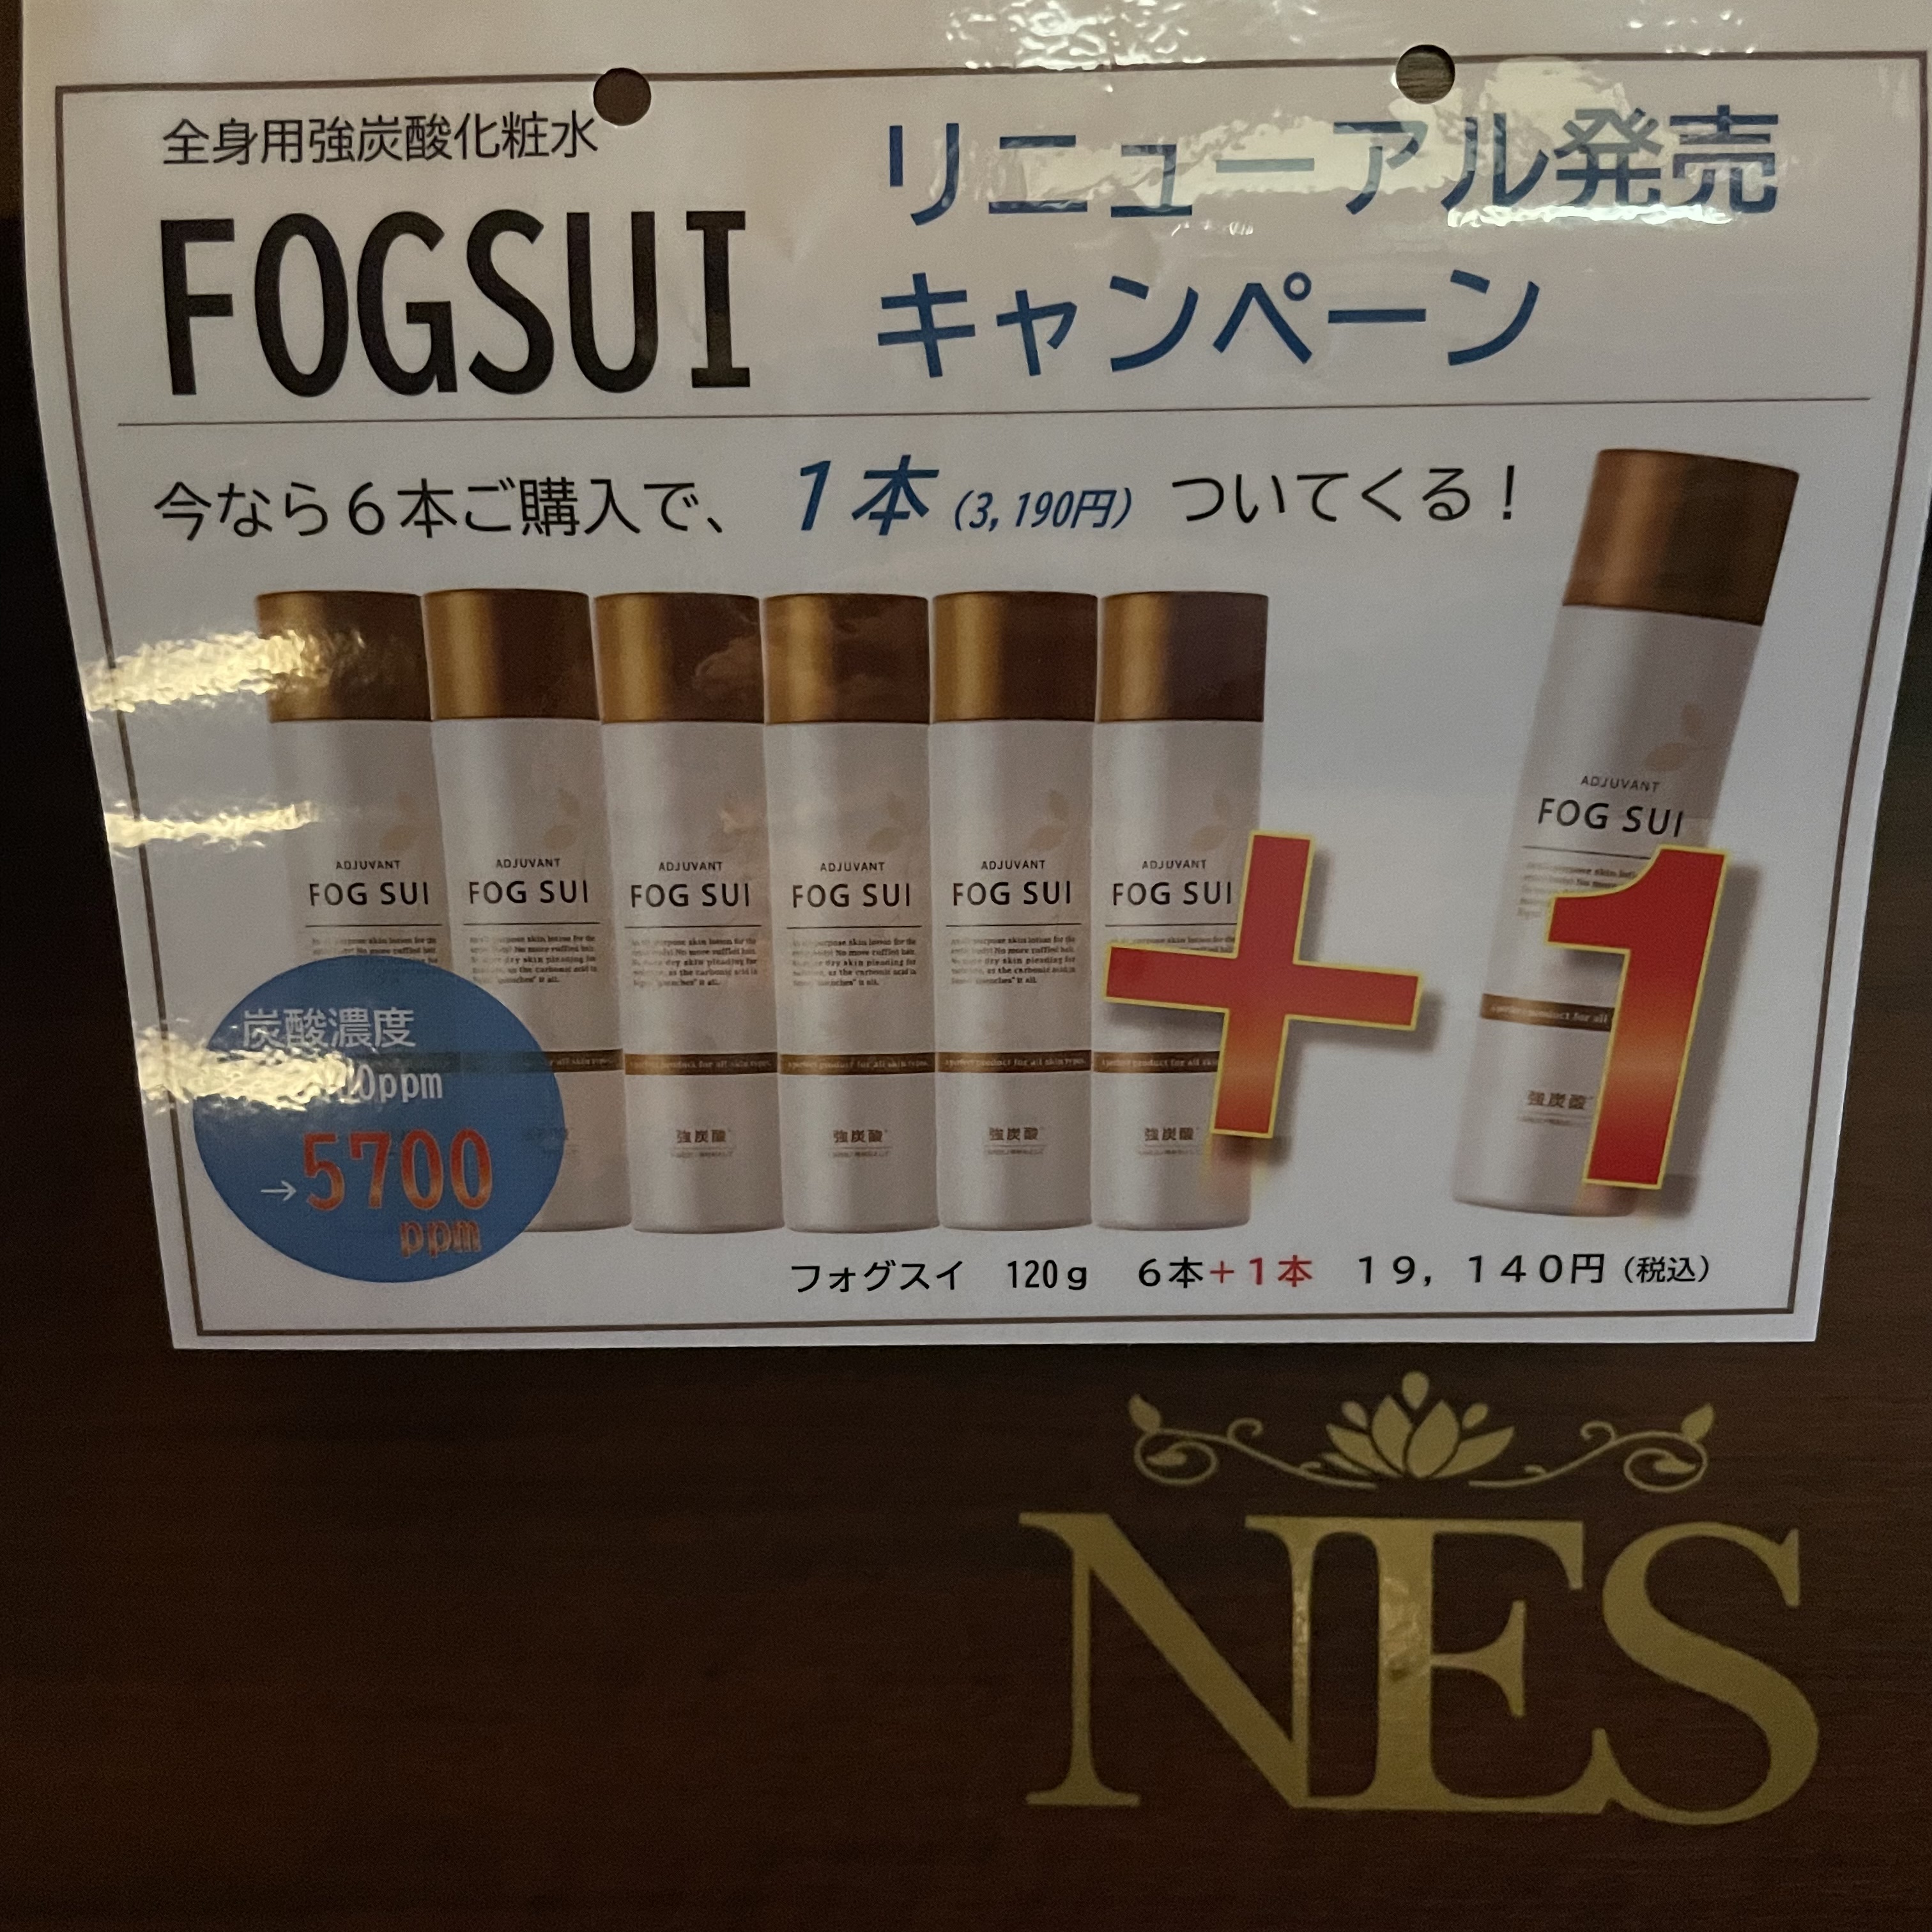 全身用強炭酸化粧水
FOGSUI
リニューアル発売
キャンペーン
今なら6本ご購入で、1本(3,190円)ついてくる!
ADJUVANT
FOG SUI
ADJUVANT
FOG SUI
ADJUVANT
FOG SUI
ADJUVANT
FOG SUI
ADJUVANT
FOG SUI
ADJUVANT
FOG SUI
ADJUVANT
FOG SUI
強炭酸
強炭酸
強炭酸
強炭酸
強炭酸
+1
炭酸濃度
ppm
→5700
ppm
フォグスイ 120g 6本+1本 19,140円(税込)
NES